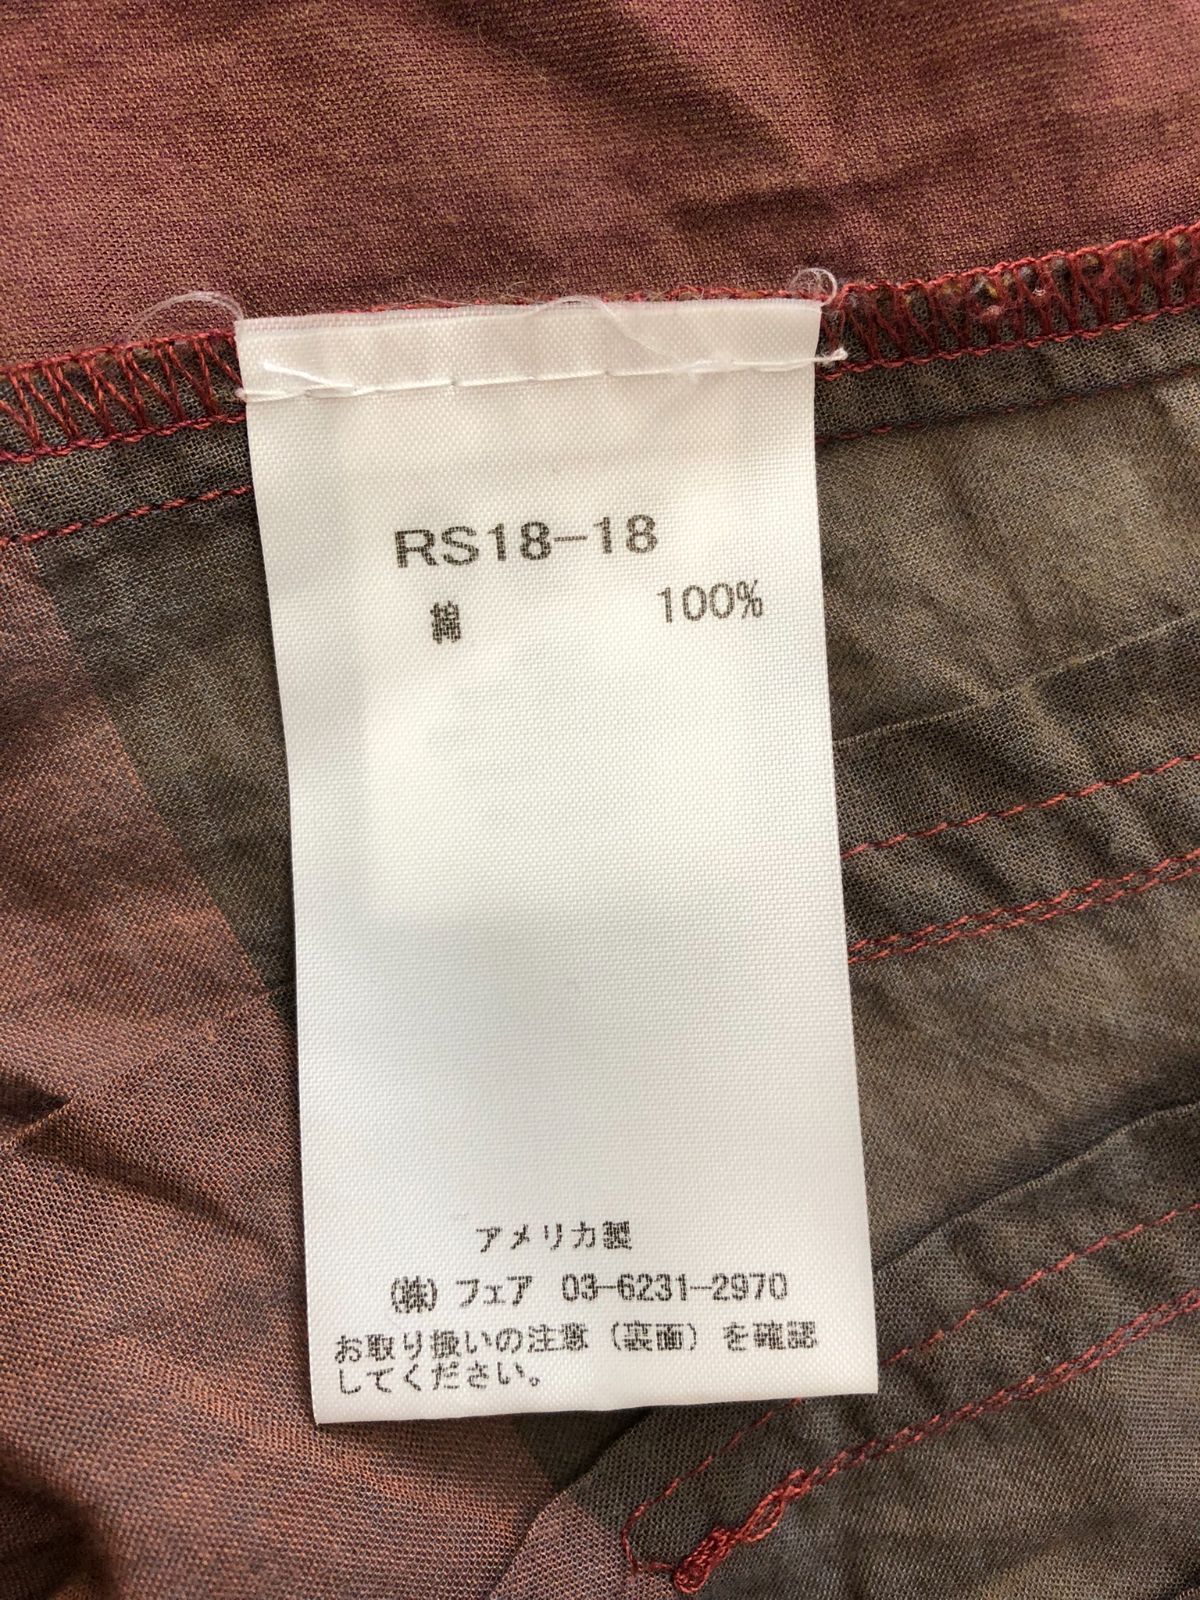 RS18-18
綿 100%
アメリカ製
(株) フェア 03-6231-2970
お取り扱いの注意（裏面）を確認
してください。